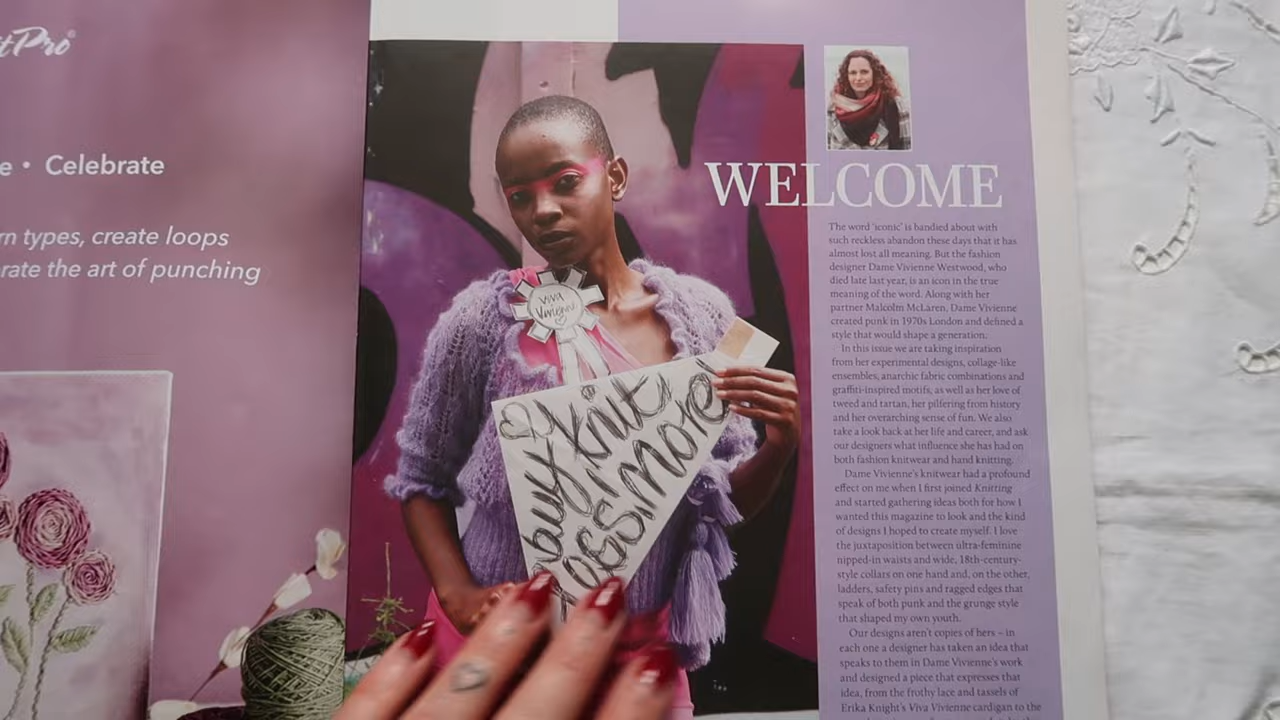 Pro
• Celebrate
types, create loops
the art of punching
viva
Vivienne
buy Knit
less. more!
WELCOME
The word 'iconic' is bandied about with
such reckless abandon these days that it has
almost lost all meaning. But the fashion
designer Dame Vivienne Westwood, who
died late last year, is an icon in the true
meaning of the word. Along with her
partner Malcolm McLaren, Dame Vivienne
created punk in 1970s London and defined a
style that would shape a generation.
In this issue we are taking inspiration
from her experimental designs, collage-like
ensembles, anarchic fabric combinations and
graffiti-inspired motifs, as well as her love of
tweed and tartan, her pilfering from history
and her overarching sense of fun. We also
take a look back at her life and career, and ask
our designers what influence she has had on
both fashion knitwear and hand knitting.
Dame Vivienne's knitwear had a profound
effect on me when I first joined Knitting
and started gathering ideas both for how I
wanted this magazine to look and the kind
of designs I hoped to create myself. I love
the juxtaposition between ultra-feminine
nipped-in waists and wide, 18th-century-
style collars on one hand and, on the other,
ladders, safety pins and ragged edges that
speak of both punk and the grunge style
that shaped my own youth.
Our designs aren't copies of hers – in
each one a designer has taken an idea that
speaks to them in Dame Vivienne's work
and designed a piece that expresses that
idea, from the frothy lace and tassels of
Erika Knight's Viva Vivienne cardigan to the